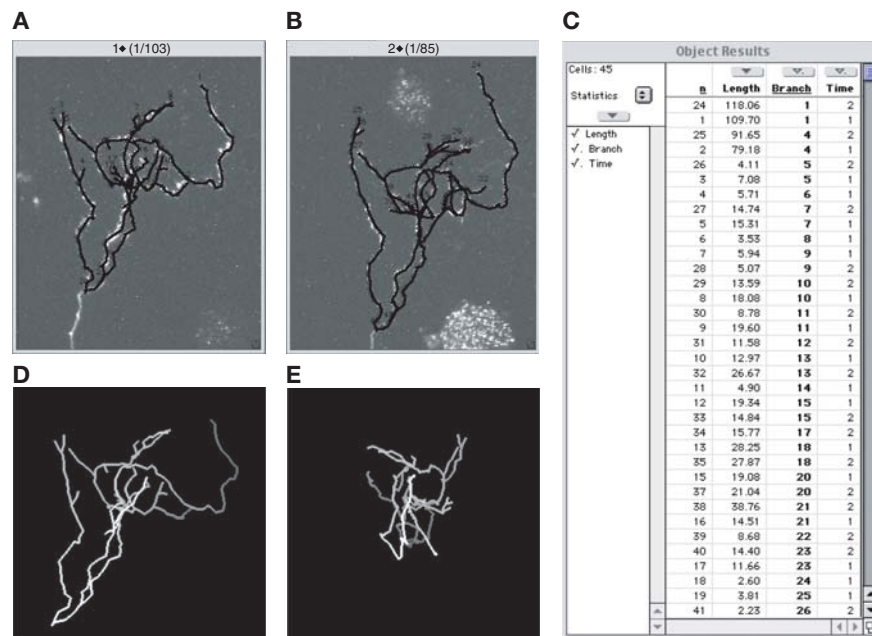 A
B
C
1◆ (1/103)
2◆ (1/85)
Object Results
Cells: 45
Statistics
✓ Length
✓. Branch
✓. Time
n Length Branch Time
24 118.06 1 2
1 109.70 1 1
25 91.65 4 2
2 79.18 4 1
26 4.11 5 2
3 7.08 5 1
4 5.71 6 1
27 14.74 7 2
5 15.31 7 1
6 3.53 8 1
7 5.94 9 1
28 5.07 9 2
29 13.59 10 2
8 18.08 10 1
30 8.78 11 2
9 19.60 11 1
31 11.58 12 2
10 12.97 13 1
32 26.67 13 2
11 4.90 14 1
12 19.34 15 1
33 14.84 15 2
34 15.77 17 2
13 28.25 18 1
35 27.87 18 2
15 19.08 20 1
37 21.04 20 2
38 38.76 21 2
16 14.51 21 1
39 8.68 22 2
40 14.40 23 2
17 11.66 23 1
18 2.60 24 1
19 3.81 25 1
41 2.23 26 2
D
E